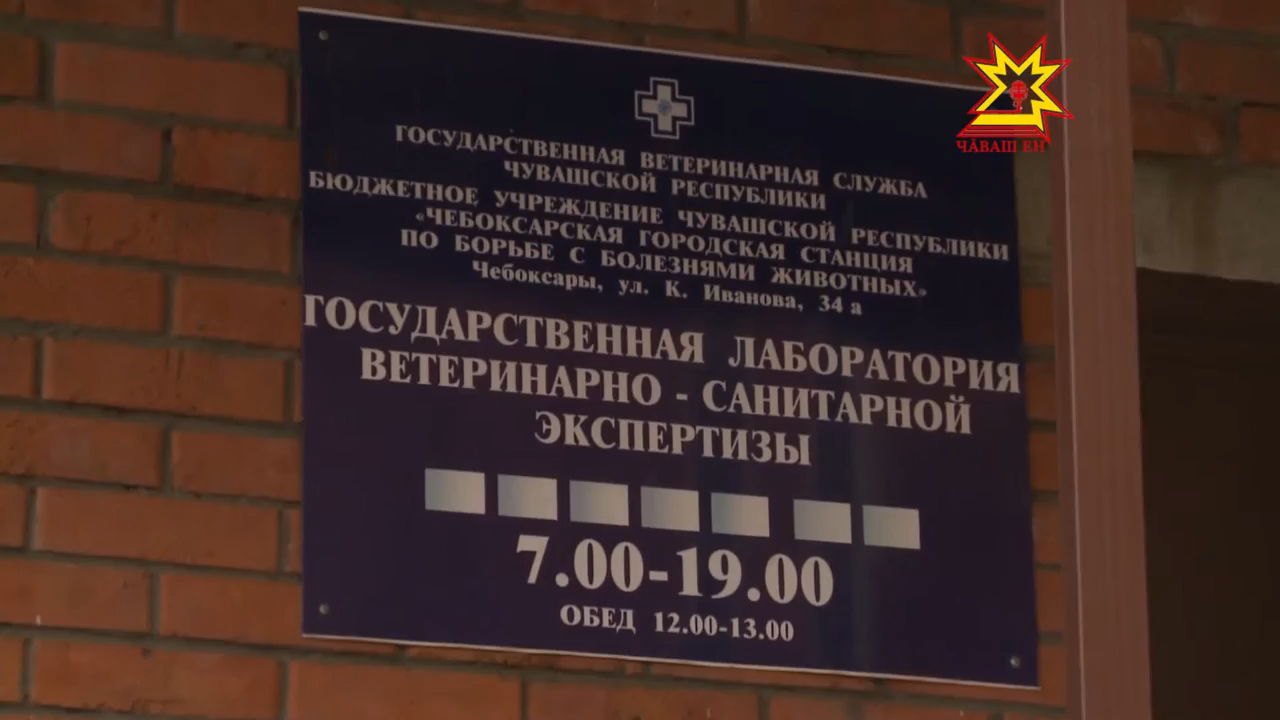 ЧӐВАШ ЕН
ГОСУДАРСТВЕННАЯ ВЕТЕРИНАРНАЯ СЛУЖБА
ЧУВАШСКОЙ РЕСПУБЛИКИ
БЮДЖЕТНОЕ УЧРЕЖДЕНИЕ ЧУВАШСКОЙ РЕСПУБЛИКИ
«ЧЕБОКСАРСКАЯ ГОРОДСКАЯ СТАНЦИЯ
ПО БОРЬБЕ С БОЛЕЗНЯМИ ЖИВОТНЫХ»
Чебоксары, ул. К. Иванова, 34 а
ГОСУДАРСТВЕННАЯ ЛАБОРАТОРИЯ
ВЕТЕРИНАРНО - САНИТАРНОЙ
ЭКСПЕРТИЗЫ
7.00-19.00
ОБЕД 12.00-13.00